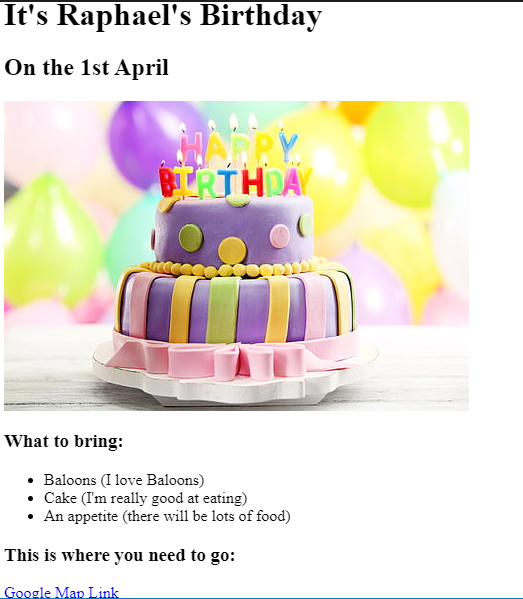 It's Raphael's Birthday
On the 1st April
HAPPY
BIRTHDAY
What to bring:
Baloons (I love Baloons)
Cake (I'm really good at eating)
An appetite (there will be lots of food)
This is where you need to go:
Google Map Link